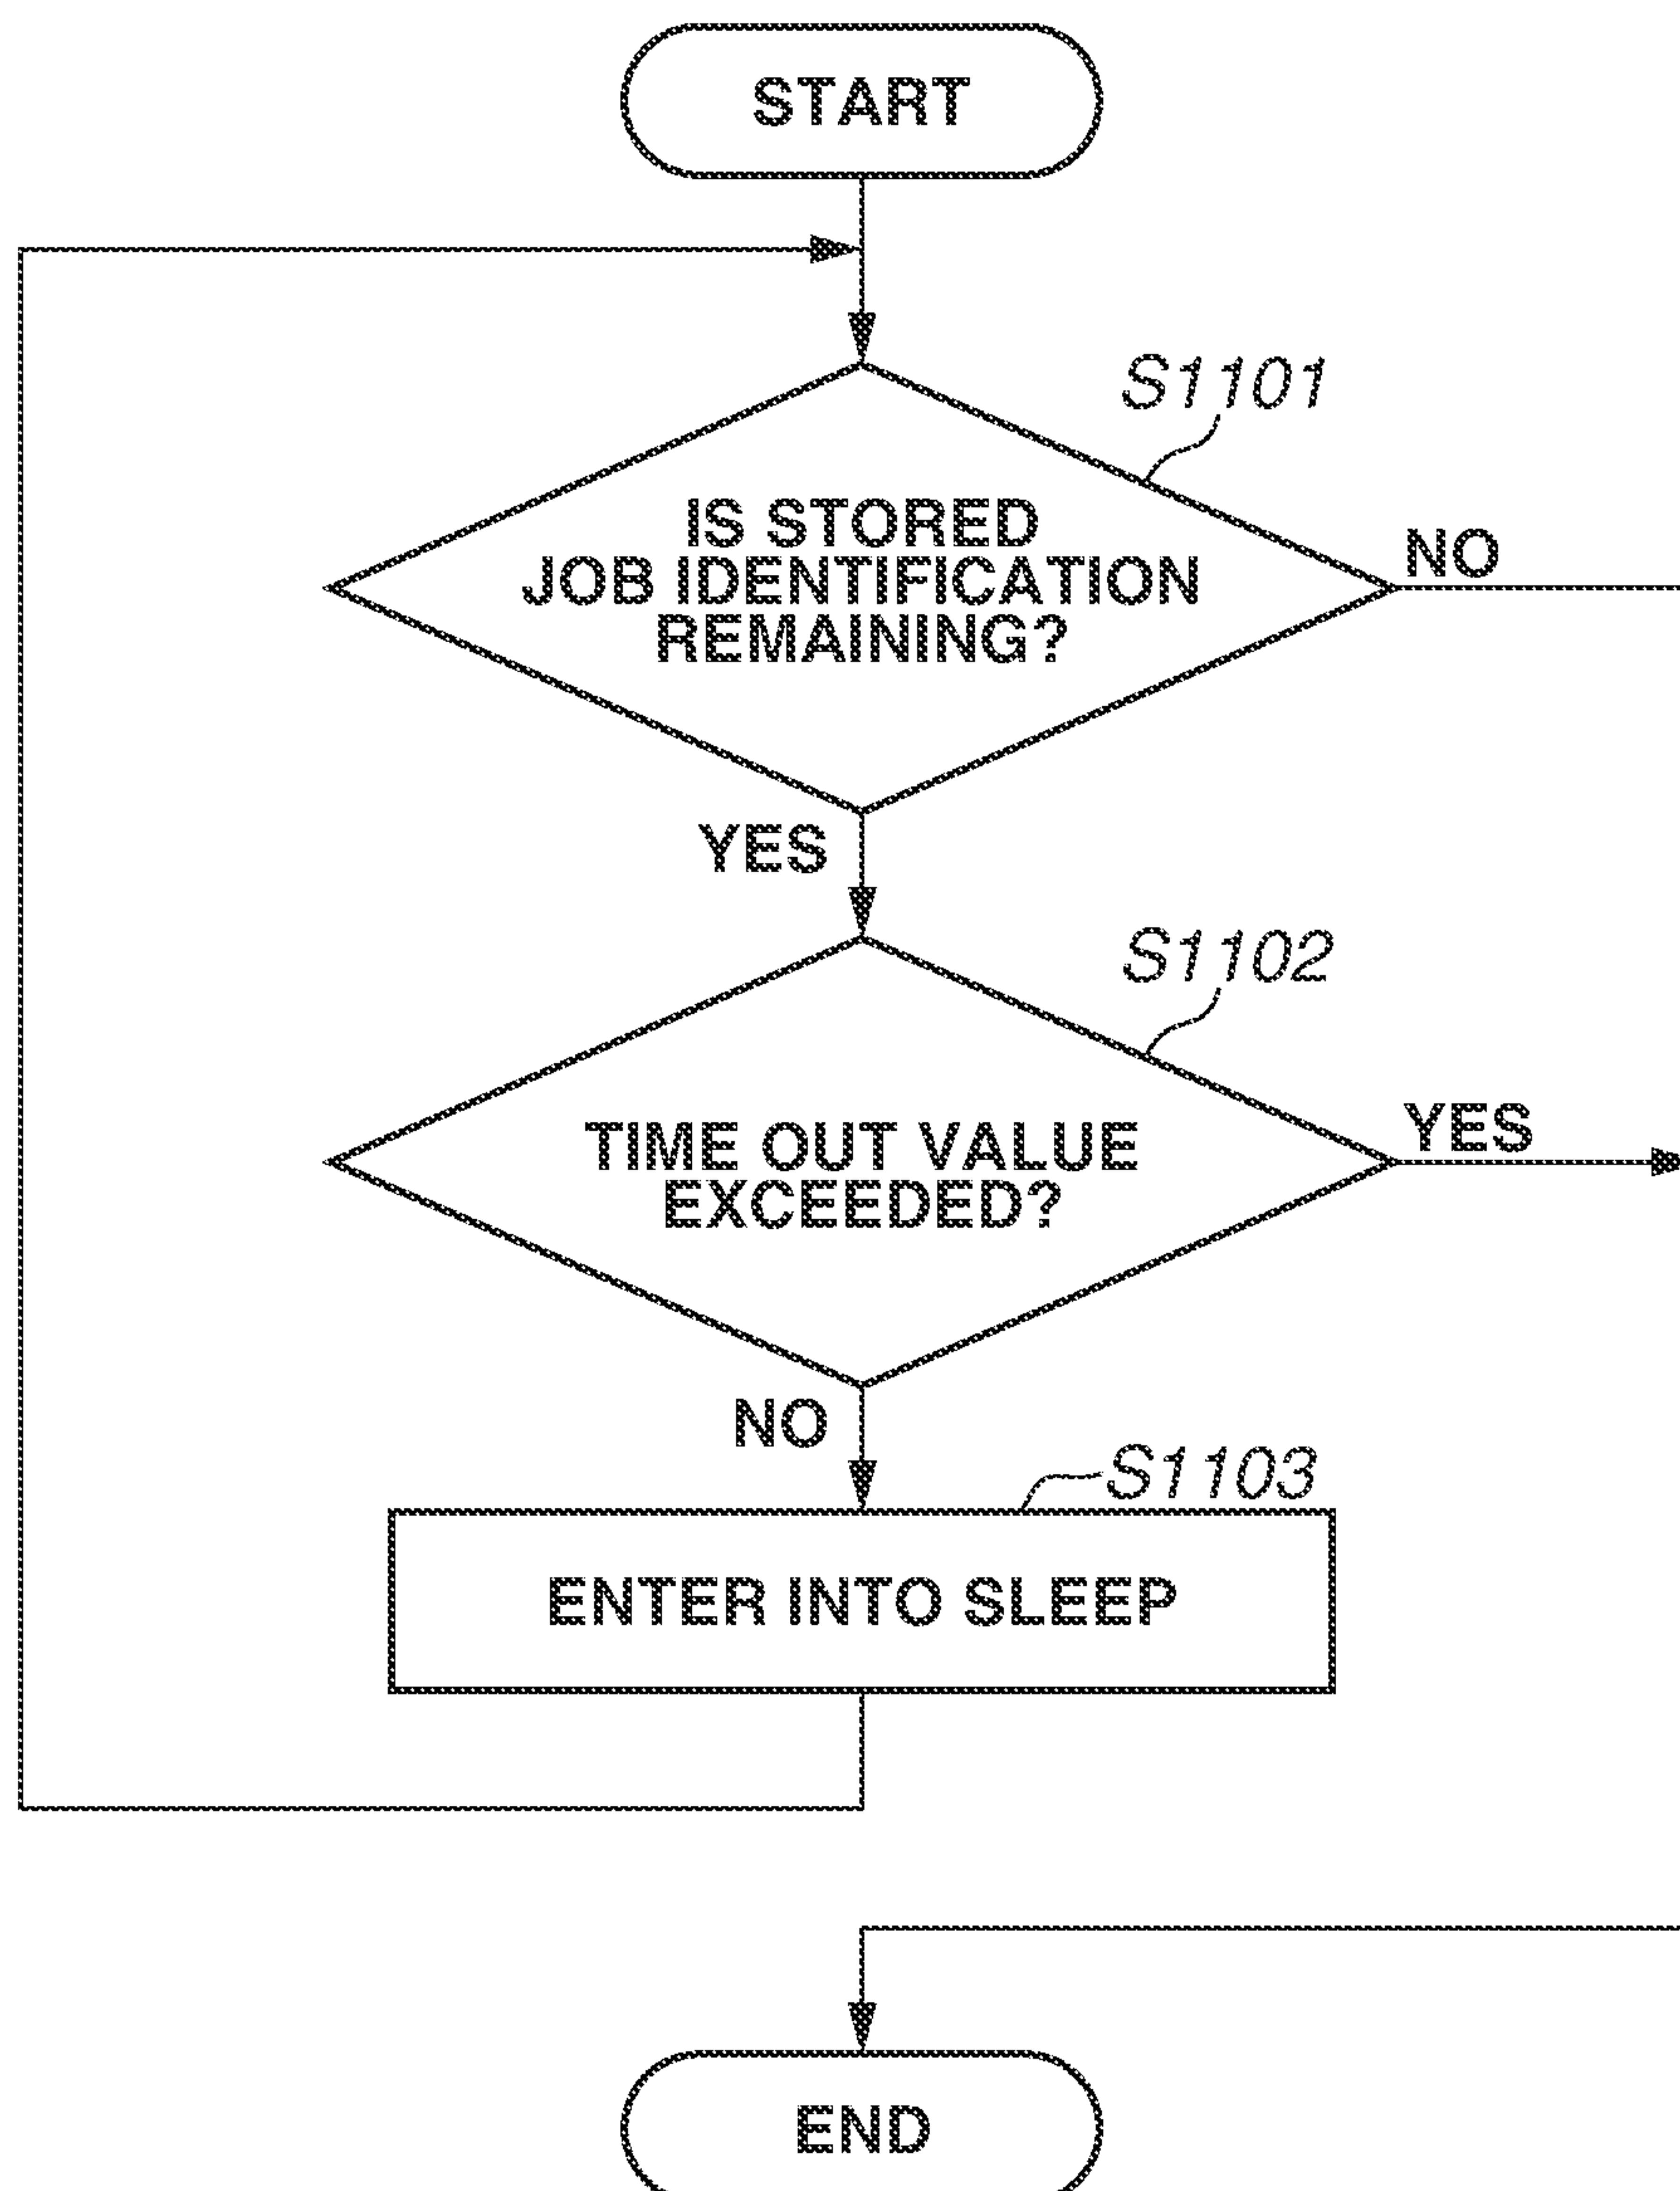 START
S1101
IS STORED
JOB IDENTIFICATION
REMAINING?
NO
YES
S1102
TIME OUT VALUE
EXCEEDED?
YES
NO
S1103
ENTER INTO SLEEP
END